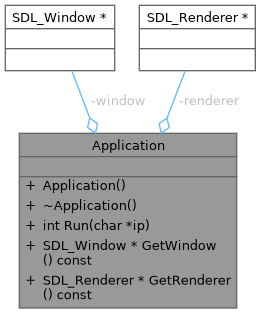 SDL_Window *
SDL_Renderer *
-window
-renderer
Application
+ Application()
+ ~Application()
+ int Run(char *ip)
+ SDL_Window * GetWindow
() const
+ SDL_Renderer * GetRenderer
() const